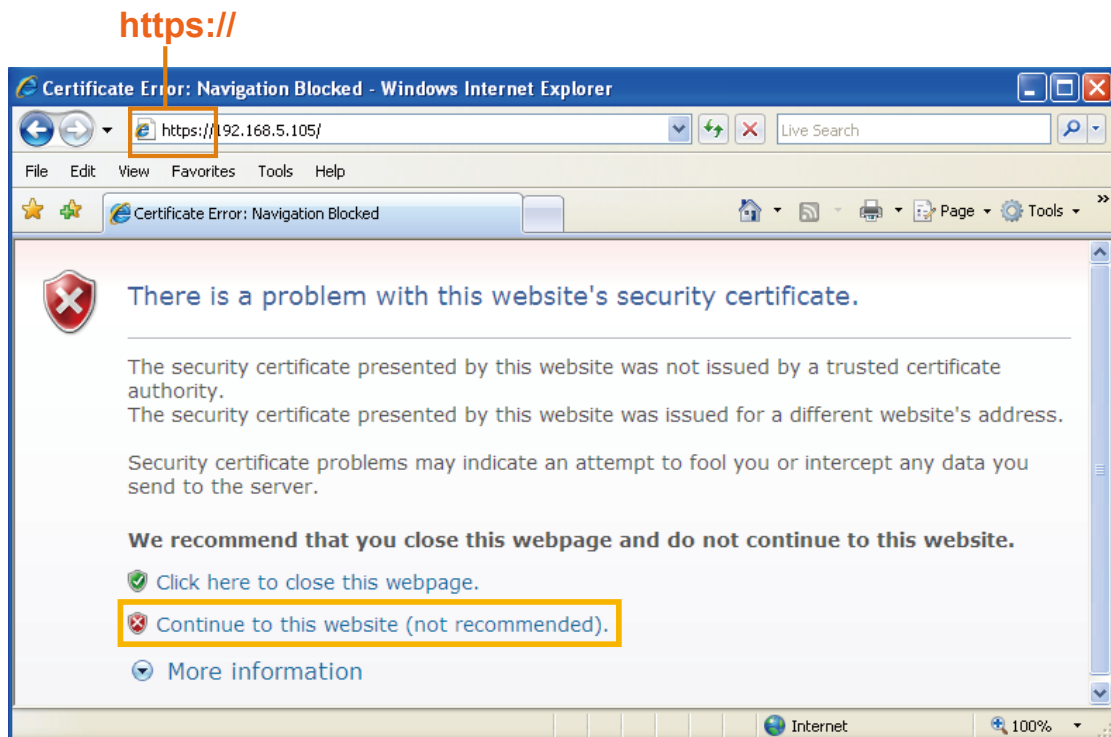 https://
Certificate Error: Navigation Blocked - Windows Internet Explorer
https://192.168.5.105/
Live Search
File Edit View Favorites Tools Help
Certificate Error: Navigation Blocked
Page Tools »
There is a problem with this website's security certificate.
The security certificate presented by this website was not issued by a trusted certificate
authority.
The security certificate presented by this website was issued for a different website's address.
Security certificate problems may indicate an attempt to fool you or intercept any data you
send to the server.
We recommend that you close this webpage and do not continue to this website.
Click here to close this webpage.
Continue to this website (not recommended).
More information
Internet 100%